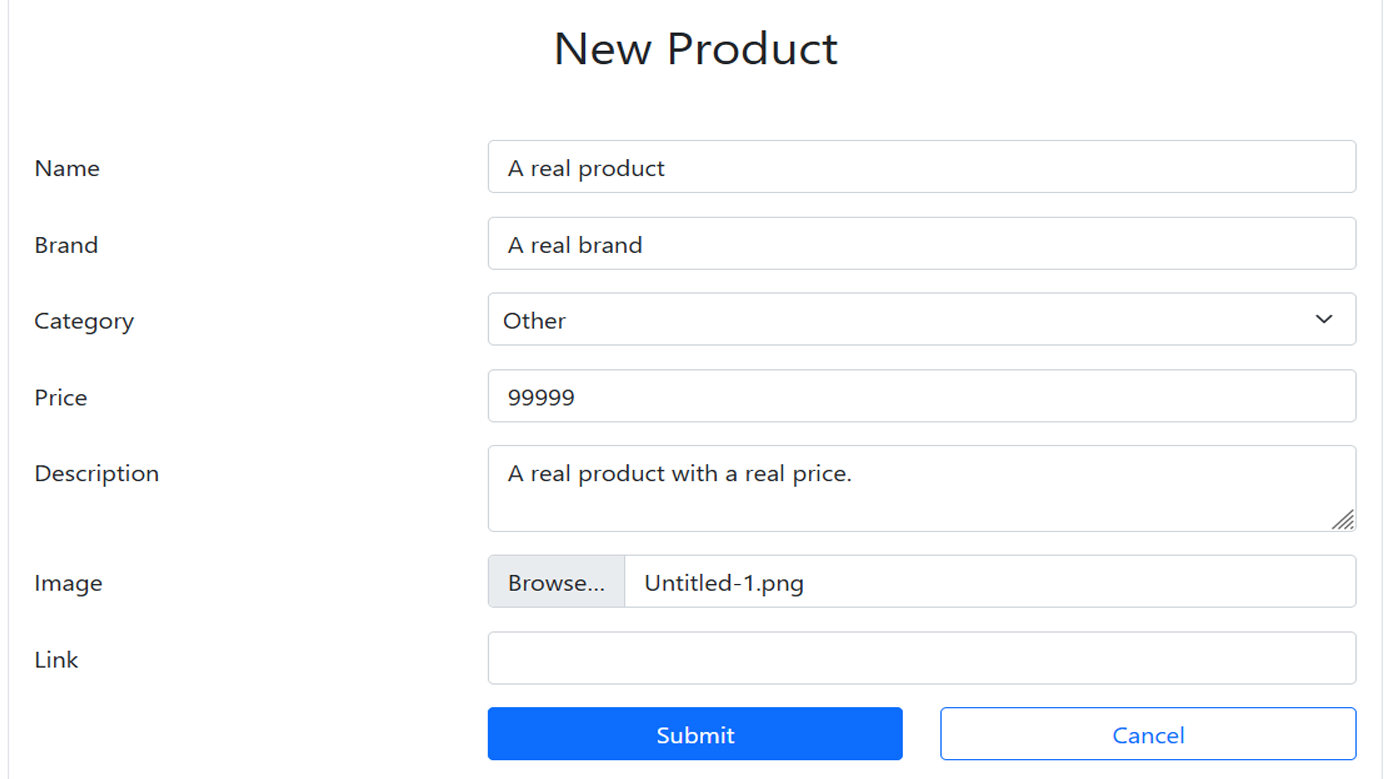 New Product
Name A real product
Brand A real brand
Category Other
Price 99999
Description A real product with a real price.
Image Browse... Untitled-1.png
Link
Submit Cancel